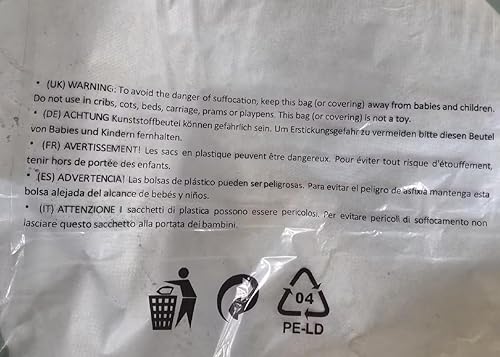 • (UK) WARNING: To avoid the danger of suffocation, keep this bag (or covering) away from babies and children.
Do not use in cribs, cots, beds, carriage, prams or playpens. This bag (or covering) is not a toy.
• (DE) ACHTUNG Kunststoffbeutel können gefährlich sein. Um Erstickungsgefahr zu vermeiden bitte diesen Beutel
von Babies und Kindern fernhalten.
• (FR) AVERTISSEMENT! Les sacs en plastique peuvent être dangereux. Pour éviter tout risque d'étouffement,
tenir hors de portée des enfants.
• (ES) ADVERTENCIA! Las bolsas de plástico pueden ser peligrosas. Para evitar el peligro de asfixia mantenga esta
bolsa alejada del alcance de bebés y niños.
• (IT) ATTENZIONE I sacchetti di plastica possono essere pericolosi. Per evitare pericoli di soffocamento non
lasciare questo sacchetto alla portata dei bambini.
04
PE-LD